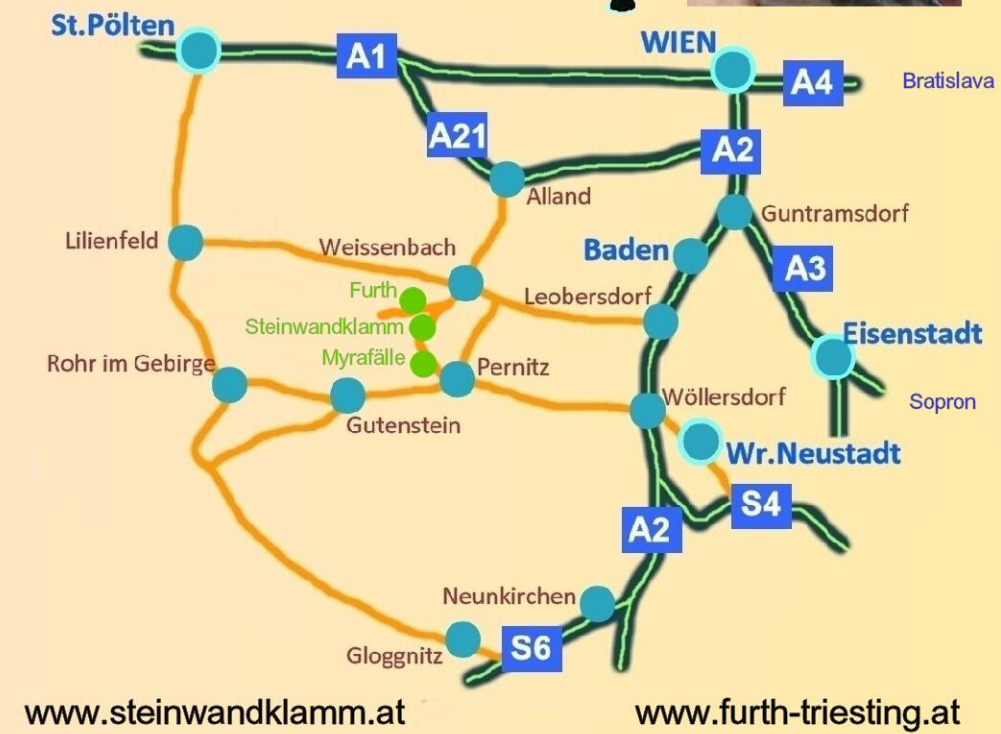 St.Pölten
A1
WIEN
A4
Bratislava
A21
A2
Alland
Guntramsdorf
Lilienfeld
Weissenbach
Baden
A3
Furth
Leobersdorf
Steinwandklamm
Eisenstadt
Myrafälle
Rohr im Gebirge
Pernitz
Sopron
Wöllersdorf
Gutenstein
Wr.Neustadt
S4
A2
Neunkirchen
S6
Gloggnitz
www.steinwandklamm.at
www.furth-triesting.at